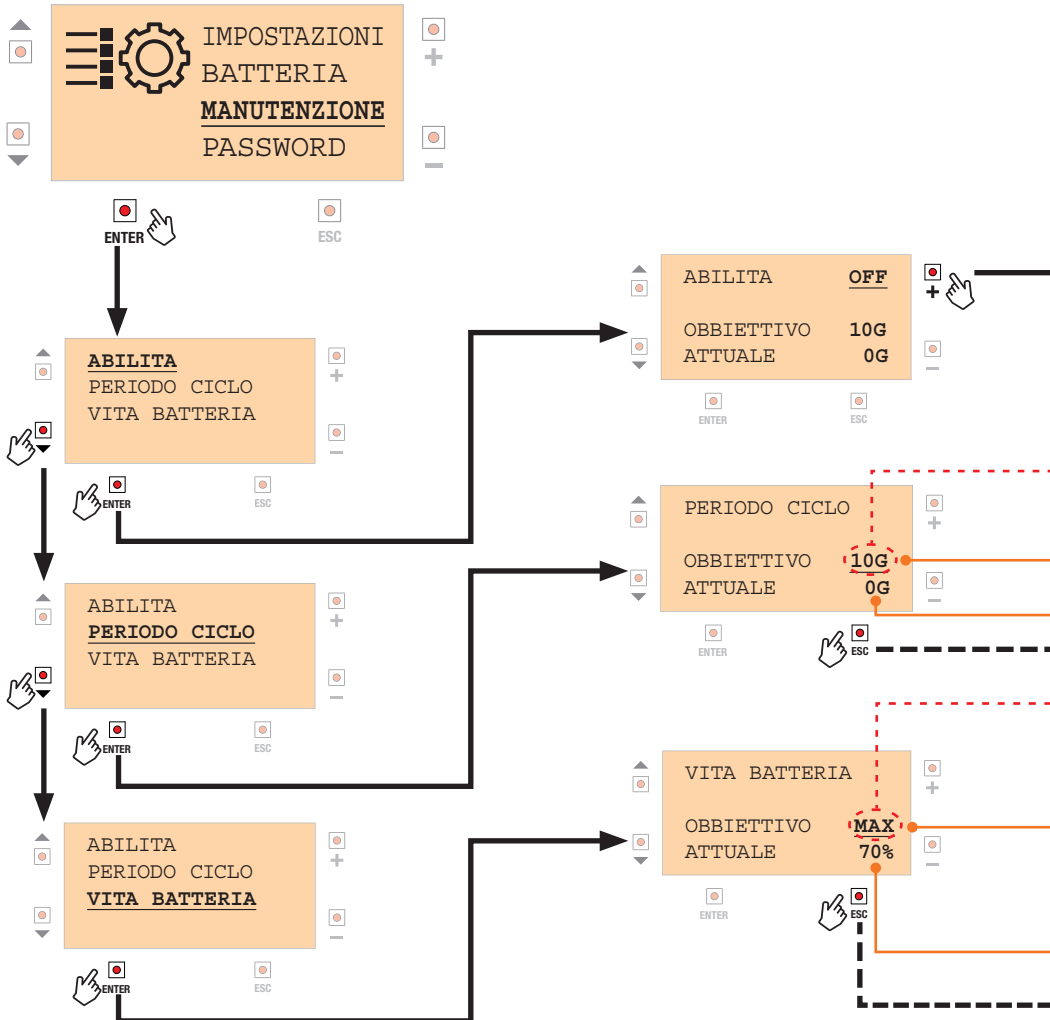 IMPOSTAZIONI
BATTERIA
MANUTENZIONE
PASSWORD
+
−
ENTER
ESC
ABILITA
PERIODO CICLO
VITA BATTERIA
+
−
ENTER
ESC
ABILITA OFF
OBBIETTIVO 10G
ATTUALE 0G
+
−
ENTER
ESC
ABILITA
PERIODO CICLO
VITA BATTERIA
+
−
ENTER
ESC
PERIODO CICLO
OBBIETTIVO 10G
ATTUALE 0G
+
−
ENTER
ESC
ABILITA
PERIODO CICLO
VITA BATTERIA
+
−
ENTER
ESC
VITA BATTERIA
OBBIETTIVO MAX
ATTUALE 70%
+
−
ENTER
ESC